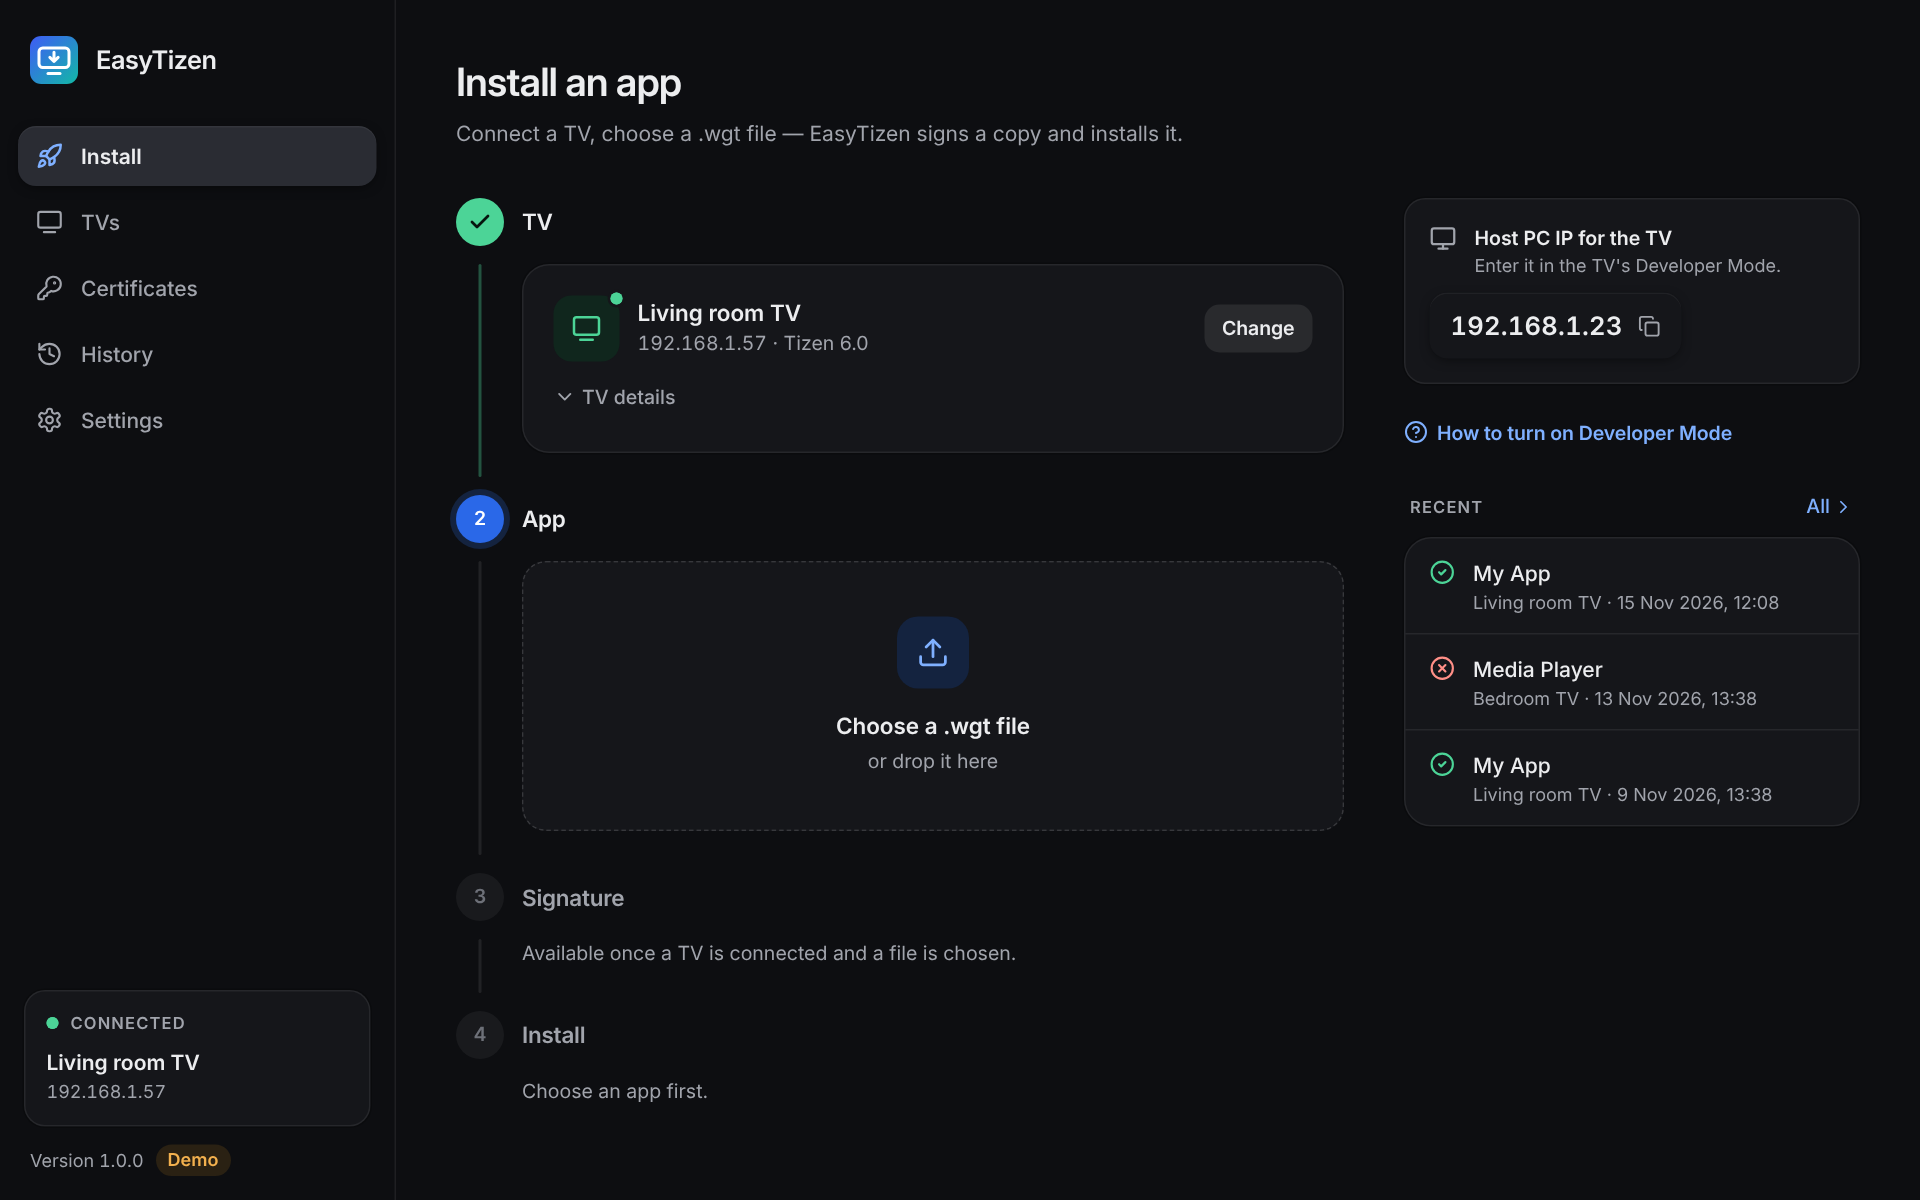 EasyTizen
Install
TVs
Certificates
History
Settings
CONNECTED
Living room TV
192.168.1.57
Version 1.0.0
Demo
Install an app
Connect a TV, choose a .wgt file — EasyTizen signs a copy and installs it.
TV
Living room TV
192.168.1.57 · Tizen 6.0
Change
TV details
2
App
Choose a .wgt file
or drop it here
3
Signature
Available once a TV is connected and a file is chosen.
4
Install
Choose an app first.
Host PC IP for the TV
Enter it in the TV's Developer Mode.
192.168.1.23
How to turn on Developer Mode
RECENT
All
My App
Living room TV · 15 Nov 2026, 12:08
Media Player
Bedroom TV · 13 Nov 2026, 13:38
My App
Living room TV · 9 Nov 2026, 13:38